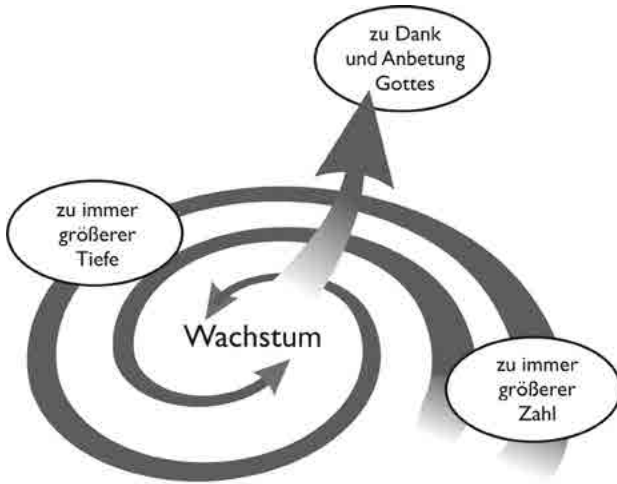 zu Dank
und Anbetung
Gottes
zu immer
größerer
Tiefe
Wachstum
zu immer
größerer
Zahl